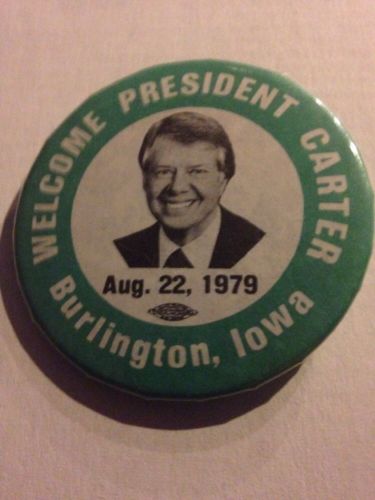 WELCOME PRESIDENT CARTER
Aug. 22, 1979
Burlington, Iowa